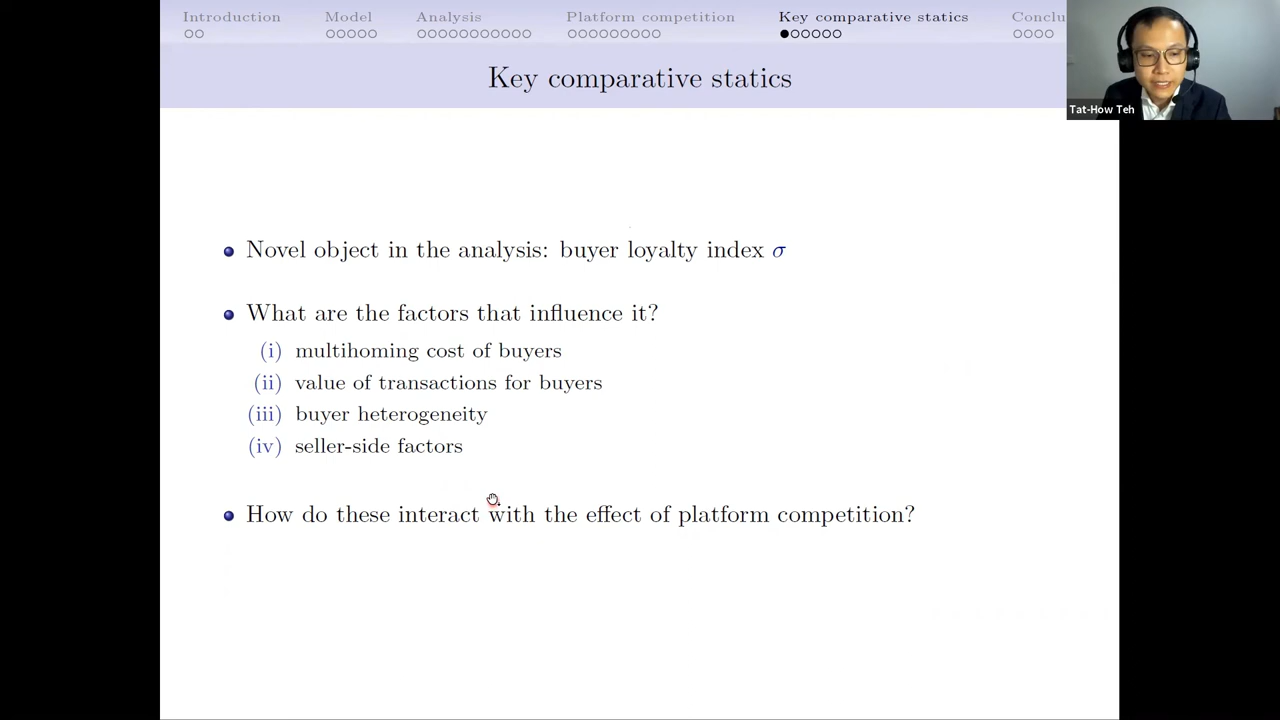 Introduction Model Analysis Platform competition Key comparative statics Conclu
Key comparative statics
Tat-How Teh
Novel object in the analysis: buyer loyalty index σ
What are the factors that influence it?
(i) multihoming cost of buyers
(ii) value of transactions for buyers
(iii) buyer heterogeneity
(iv) seller-side factors
How do these interact with the effect of platform competition?